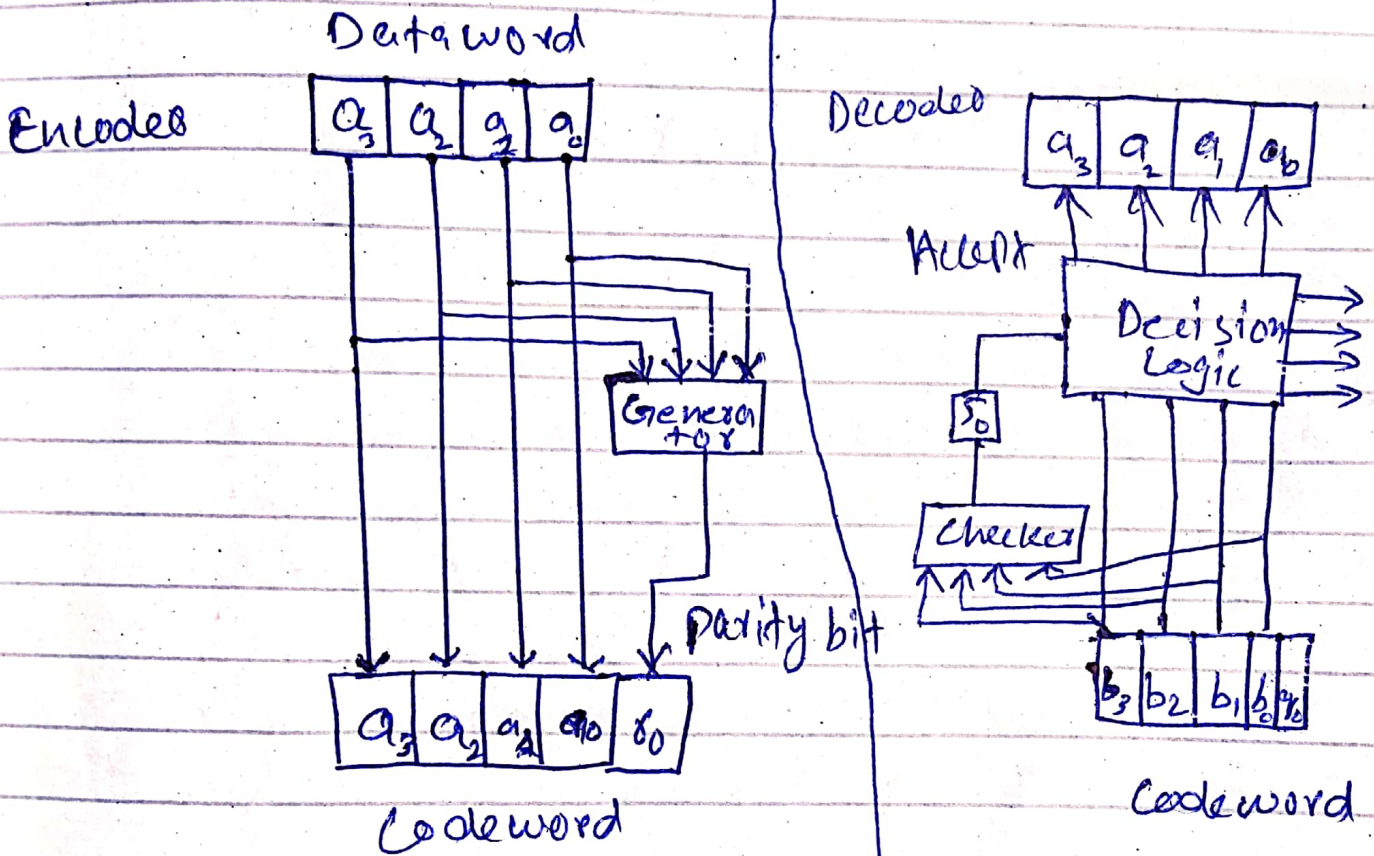 Dataword
Encoder
a3 a2 a1 a0
Generator
Parity bit
a3 a2 a1 a0 r0
Codeword
Decoder
a3 a2 a1 a0
Accept
Decision
Logic
S0
Checker
b3 b2 b1 b0 q0
Codeword